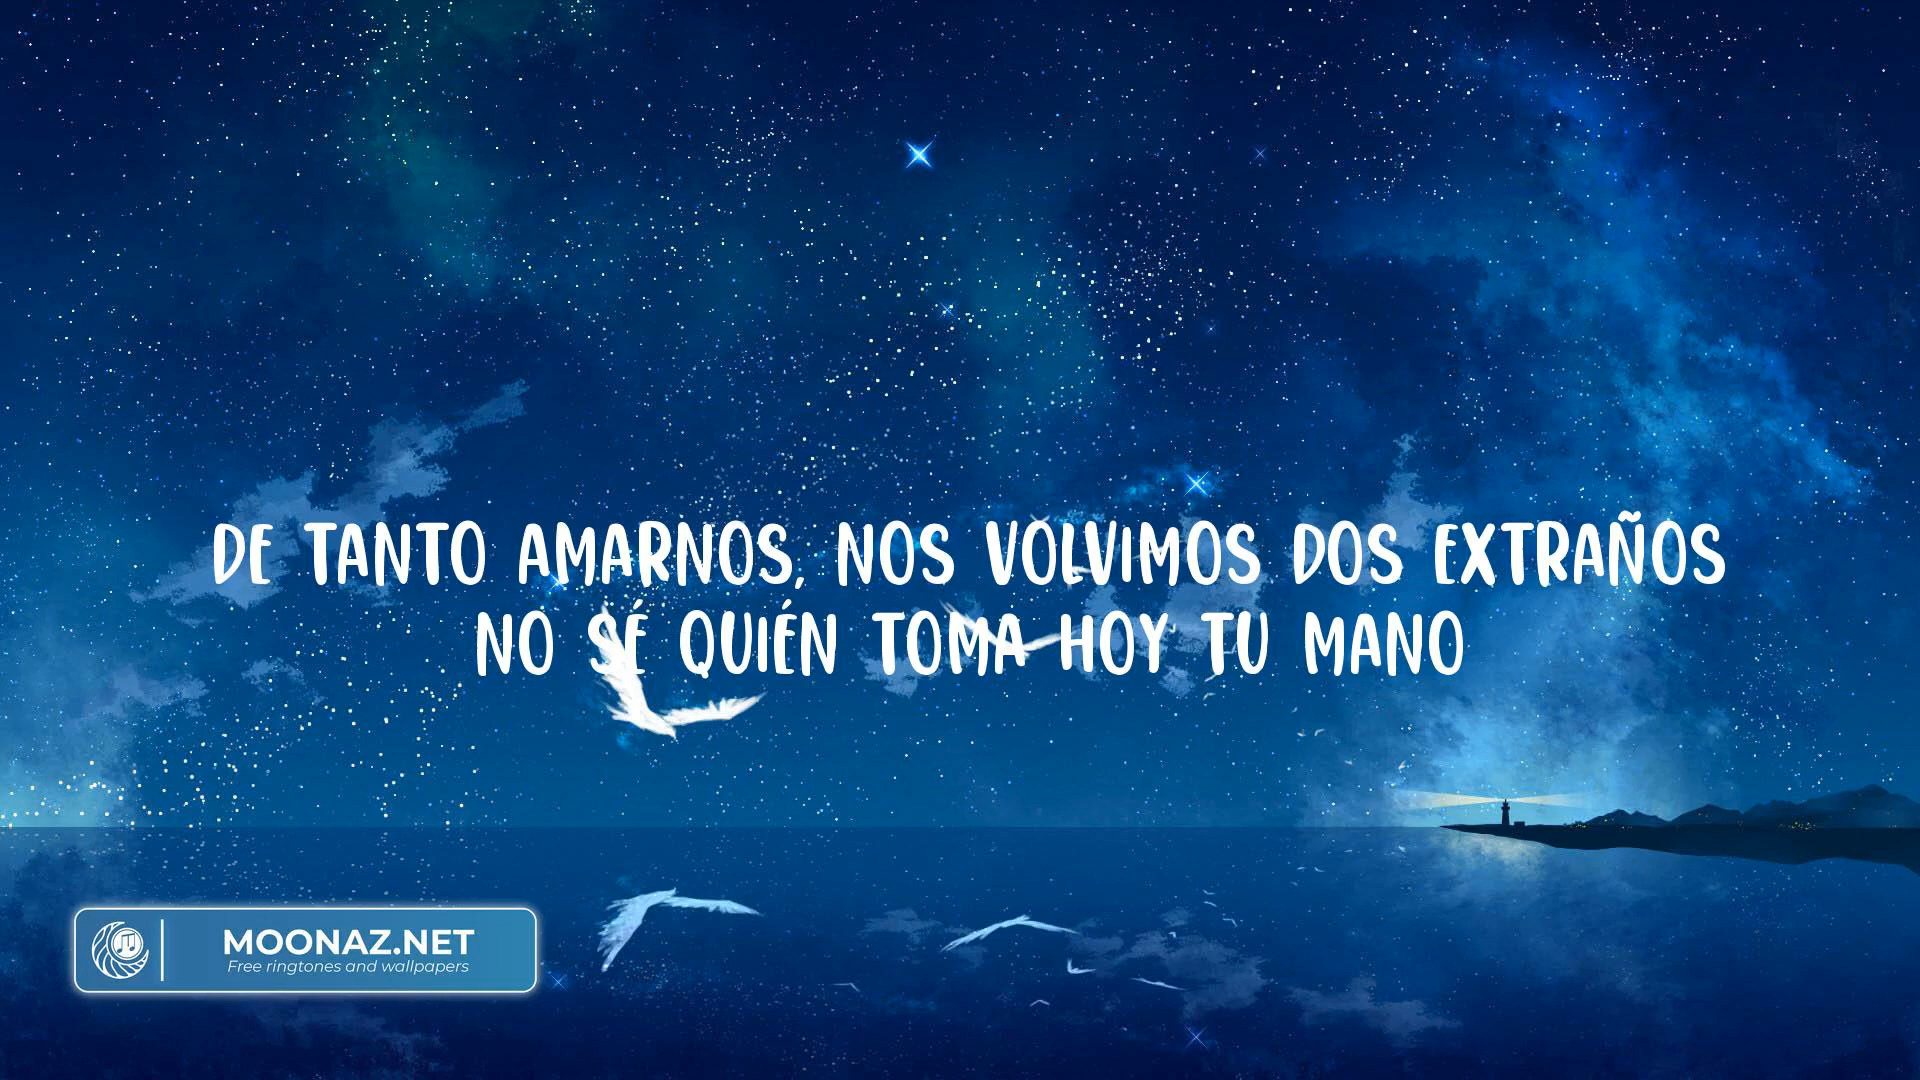 DE TANTO AMARNOS, NOS VOLVIMOS DOS EXTRAÑOS
NO SÉ QUIÉN TOMA HOY TU MANO
MOONAZ.NET
Free ringtones and wallpapers